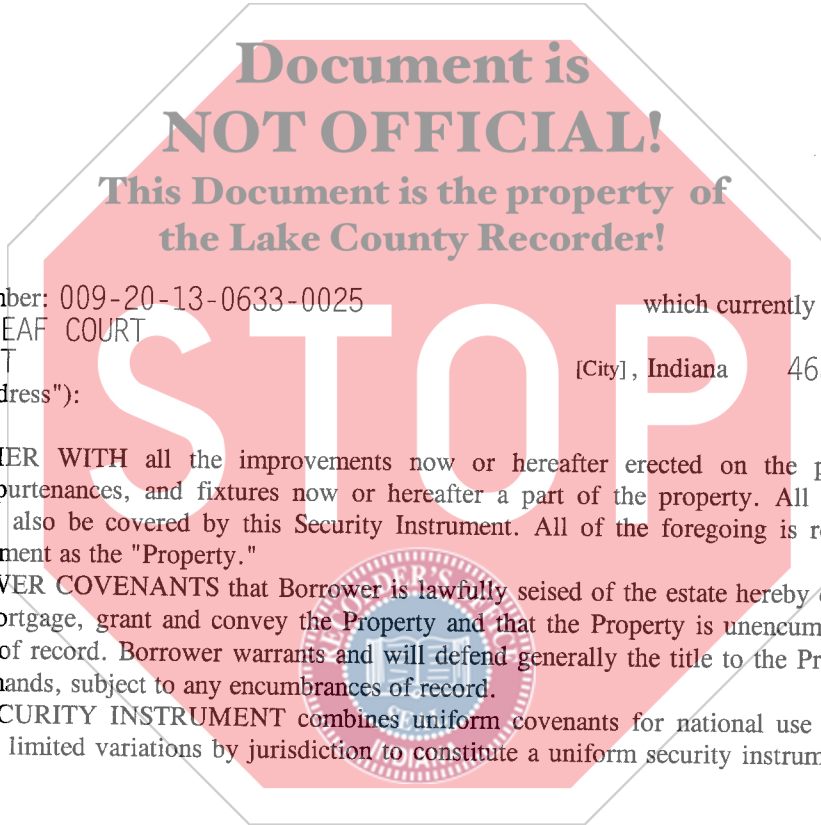 Document is
NOT OFFICIAL!
This Document is the property of
the Lake County Recorder!
nber: 009-20-13-0633-0025 which currently
EAF COURT
T [City] , Indiana 46
dress"):
STOP
IER WITH all the improvements now or hereafter erected on the p
purtenances, and fixtures now or hereafter a part of the property. All
also be covered by this Security Instrument. All of the foregoing is r
ment as the "Property."
WER COVENANTS that Borrower is lawfully seised of the estate hereby
ortgage, grant and convey the Property and that the Property is unencum
of record. Borrower warrants and will defend generally the title to the Pr
nands, subject to any encumbrances of record.
CURITY INSTRUMENT combines uniform covenants for national use
limited variations by jurisdiction to constitute a uniform security instrum
SEAL
INDIANA